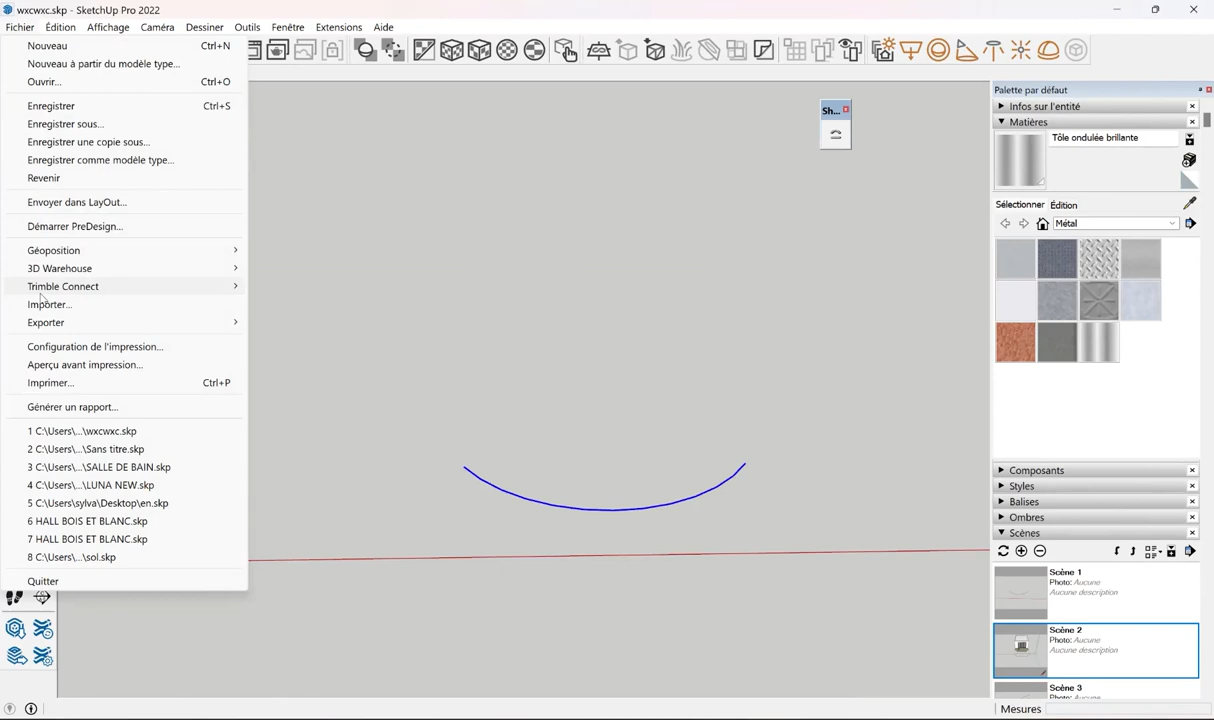 wxcwxc.skp - SketchUp Pro 2022
Fichier Édition Affichage Caméra Dessiner Outils Fenêtre Extensions Aide
Nouveau Ctrl+N
Nouveau à partir du modèle type...
Ouvrir... Ctrl+O
Enregistrer Ctrl+S
Enregistrer sous...
Enregistrer une copie sous...
Enregistrer comme modèle type...
Revenir
Envoyer dans LayOut...
Démarrer PreDesign...
Géoposition
3D Warehouse
Trimble Connect
Importer...
Exporter
Configuration de l'impression...
Aperçu avant impression...
Imprimer... Ctrl+P
Générer un rapport...
1 C:\Users\...\wxcwxc.skp
2 C:\Users\...\Sans titre.skp
3 C:\Users\...\SALLE DE BAIN.skp
4 C:\Users\...\LUNA NEW.skp
5 C:\Users\sylva\Desktop\en.skp
6 HALL BOIS ET BLANC.skp
7 HALL BOIS ET BLANC.skp
8 C:\Users\...\sol.skp
Quitter
Sh...
Palette par défaut
Infos sur l'entité
Matières
Tôle ondulée brillante
Sélectionner Édition
Métal
Composants
Styles
Balises
Ombres
Scènes
Scène 1
Photo: Aucune
Aucune description
Scène 2
Photo: Aucune
Aucune description
Scène 3
Photo: Aucune
Mesures